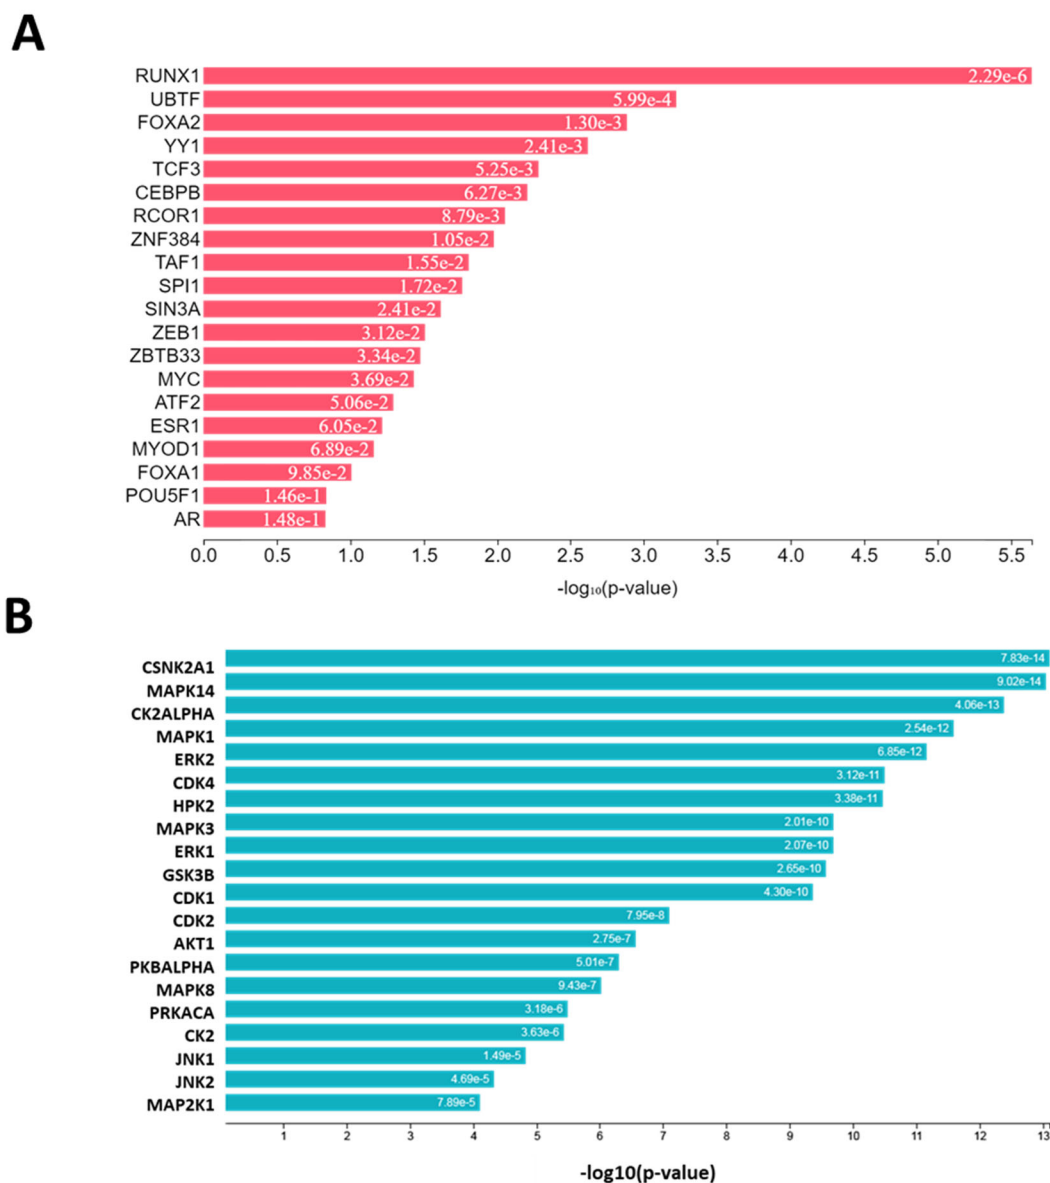 A
RUNX1 2.29e-6
UBTF 5.99e-4
FOXA2 1.30e-3
YY1 2.41e-3
TCF3 5.25e-3
CEBPB 6.27e-3
RCOR1 8.79e-3
ZNF384 1.05e-2
TAF1 1.55e-2
SPI1 1.72e-2
SIN3A 2.41e-2
ZEB1 3.12e-2
ZBTB33 3.34e-2
MYC 3.69e-2
ATF2 5.06e-2
ESR1 6.05e-2
MYOD1 6.89e-2
FOXA1 9.85e-2
POU5F1 1.46e-1
AR 1.48e-1
0.0 0.5 1.0 1.5 2.0 2.5 3.0 3.5 4.0 4.5 5.0 5.5
-log₁₀(p-value)
B
CSNK2A1 7.83e-14
MAPK14 9.02e-14
CK2ALPHA 4.06e-13
MAPK1 2.54e-12
ERK2 6.85e-12
CDK4 3.12e-11
HPK2 3.38e-11
MAPK3 2.01e-10
ERK1 2.07e-10
GSK3B 2.65e-10
CDK1 4.30e-10
CDK2 7.95e-8
AKT1 2.75e-7
PKBALPHA 5.01e-7
MAPK8 9.43e-7
PRKACA 3.18e-6
CK2 3.63e-6
JNK1 1.49e-5
JNK2 4.69e-5
MAP2K1 7.89e-5
1 2 3 4 5 6 7 8 9 10 11 12 13
-log10(p-value)